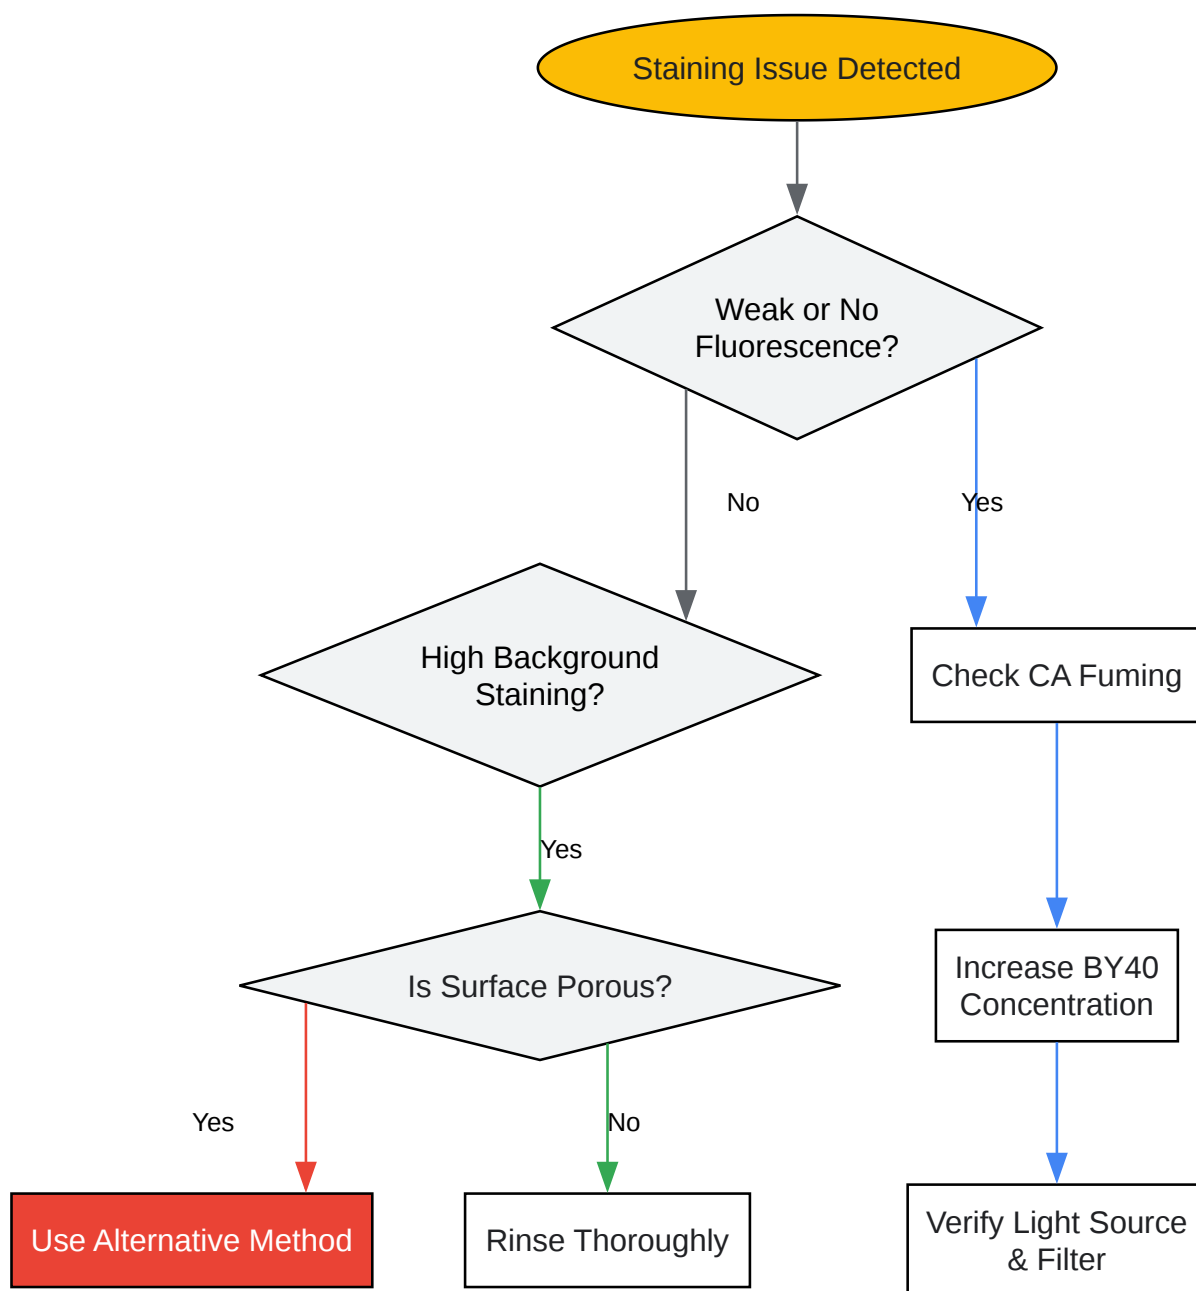 Staining Issue Detected
Weak or No
Fluorescence?
No
Yes
High Background
Staining?
Check CA Fuming
Yes
Is Surface Porous?
Increase BY40
Concentration
Yes
No
Use Alternative Method
Rinse Thoroughly
Verify Light Source
& Filter